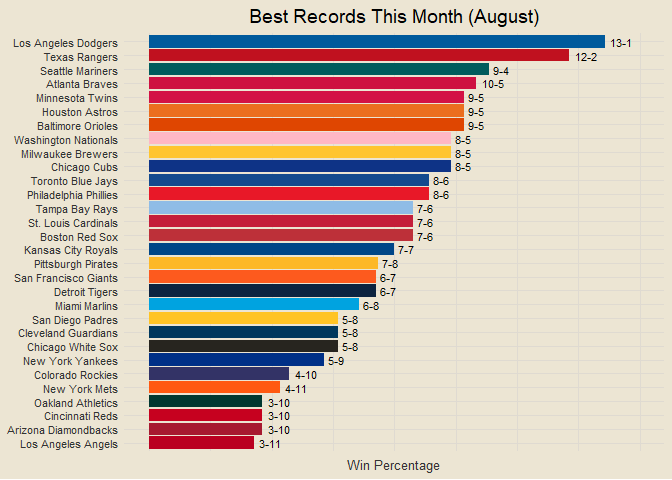 Best Records This Month (August)
Los Angeles Dodgers 13-1
Texas Rangers 12-2
Seattle Mariners 9-4
Atlanta Braves 10-5
Minnesota Twins 9-5
Houston Astros 9-5
Baltimore Orioles 9-5
Washington Nationals 8-5
Milwaukee Brewers 8-5
Chicago Cubs 8-5
Toronto Blue Jays 8-6
Philadelphia Phillies 8-6
Tampa Bay Rays 7-6
St. Louis Cardinals 7-6
Boston Red Sox 7-6
Kansas City Royals 7-7
Pittsburgh Pirates 7-8
San Francisco Giants 6-7
Detroit Tigers 6-7
Miami Marlins 6-8
San Diego Padres 5-8
Cleveland Guardians 5-8
Chicago White Sox 5-8
New York Yankees 5-9
Colorado Rockies 4-10
New York Mets 4-11
Oakland Athletics 3-10
Cincinnati Reds 3-10
Arizona Diamondbacks 3-10
Los Angeles Angels 3-11
Win Percentage